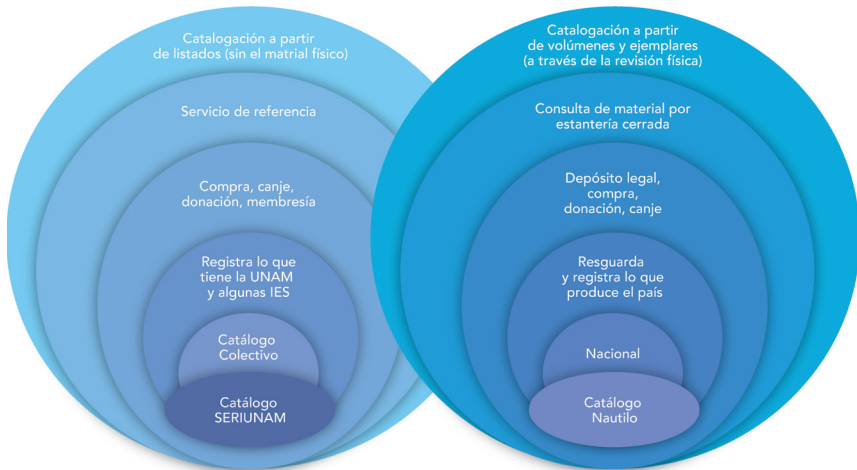 Catalogación a partir
de listados (sin el matrial físico)
Servicio de referencia
Compra, canje,
donación, membresía
Registra lo que
tiene la UNAM
y algunas IES
Catálogo
Colectivo
Catálogo
SERIUNAM
Catalogación a partir
de volúmenes y ejemplares
(a través de la revisión física)
Consulta de material por
estantería cerrada
Depósito legal,
compra,
donación, canje
Resguarda
y registra lo que
produce el país
Nacional
Catálogo
Nautilo